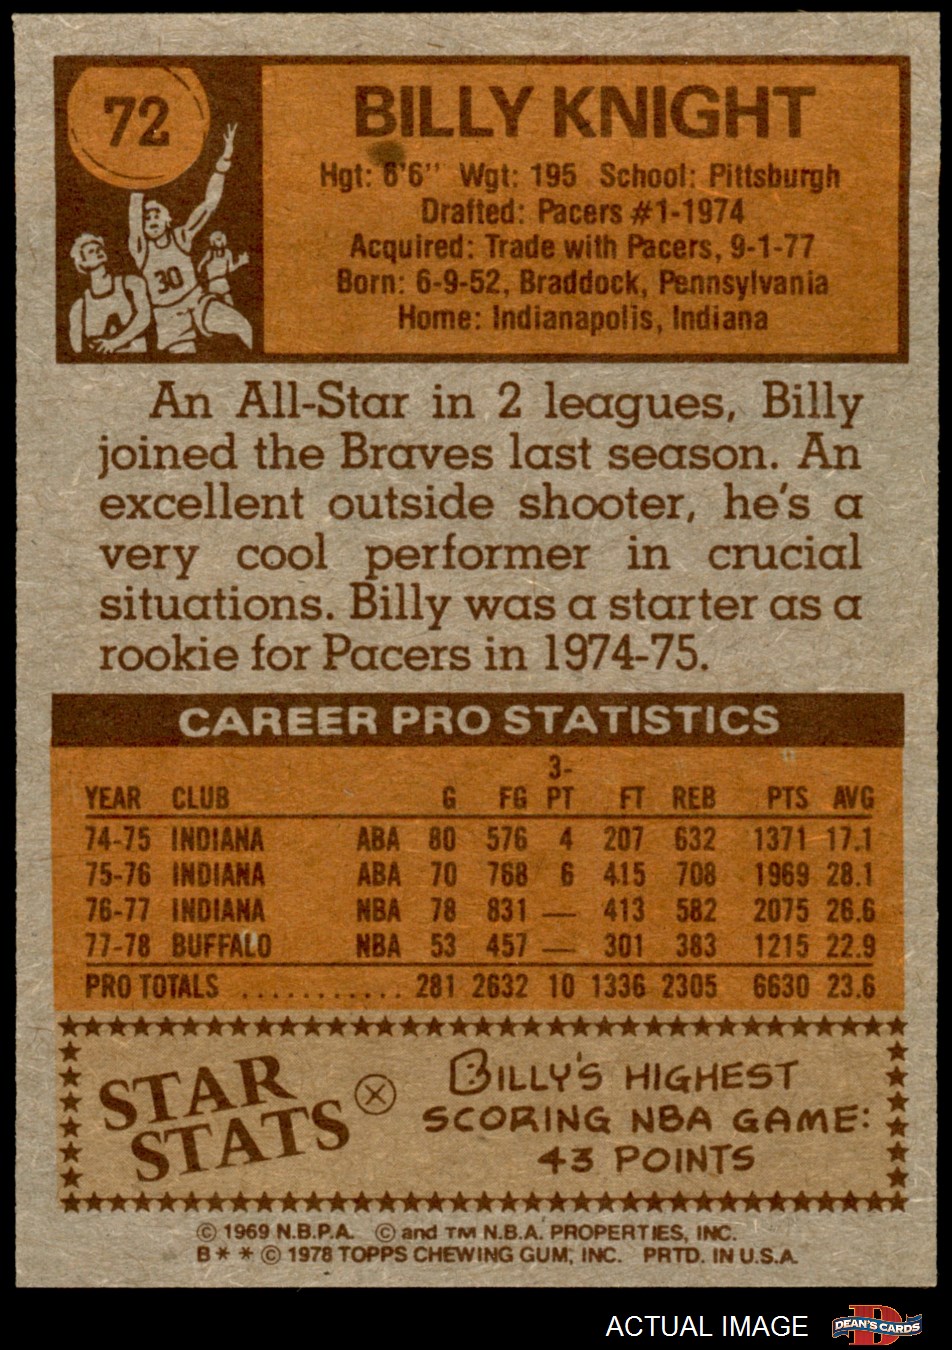 72
BILLY KNIGHT
Hgt: 6'6" Wgt: 195 School: Pittsburgh
Drafted: Pacers #1-1974
Acquired: Trade with Pacers, 9-1-77
Born: 6-9-52, Braddock, Pennsylvania
Home: Indianapolis, Indiana
30
An All-Star in 2 leagues, Billy
joined the Braves last season. An
excellent outside shooter, he's a
very cool performer in crucial
situations. Billy was a starter as a
rookie for Pacers in 1974-75.
CAREER PRO STATISTICS
YEAR CLUB G FG 3-PT FT REB PTS AVG
74-75 INDIANA ABA 80 576 4 207 632 1371 17.1
75-76 INDIANA ABA 70 768 6 415 708 1969 28.1
76-77 INDIANA NBA 78 831 — 413 582 2075 26.6
77-78 BUFFALO NBA 53 457 — 301 383 1215 22.9
PRO TOTALS ........... 281 2632 10 1336 2305 6630 23.6
STAR
STATS
BILLY'S HIGHEST
SCORING NBA GAME:
43 POINTS
© 1969 N.B.P.A. © and TM N.B.A. PROPERTIES, INC.
B * * © 1978 TOPPS CHEWING GUM, INC. PRTD. IN U.S.A.
ACTUAL IMAGE
D
DEAN'S CARDS